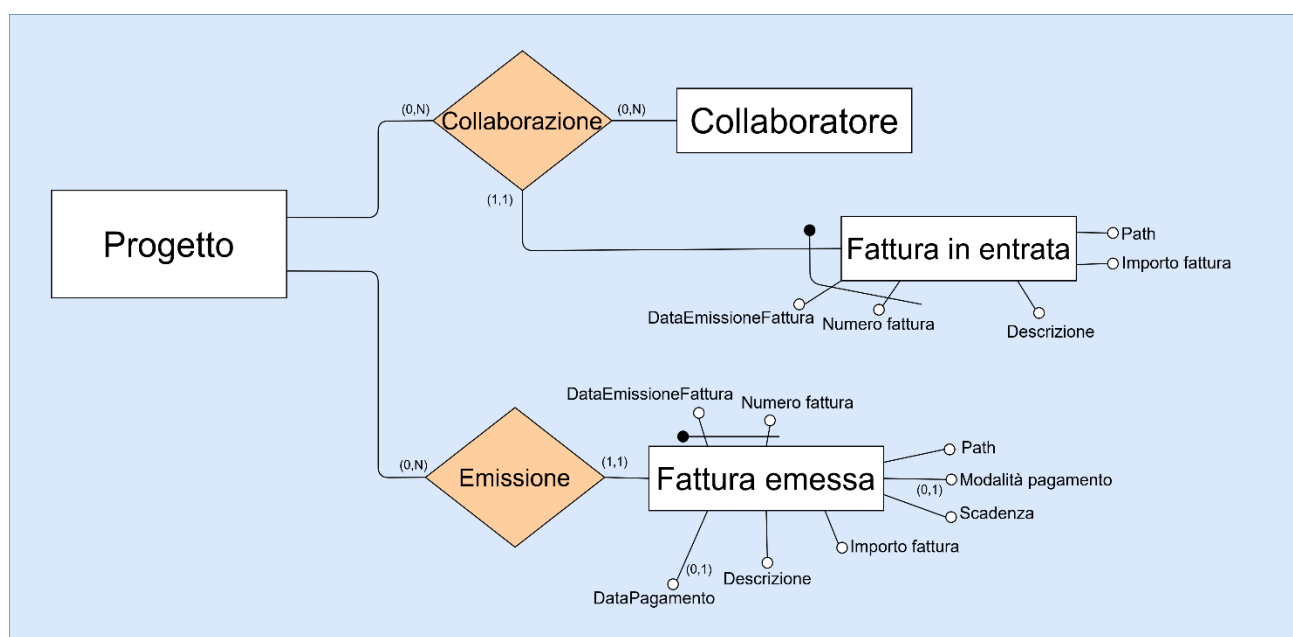 (0,N)
Collaborazione
(0,N)
Collaboratore
(1,1)
Progetto
Fattura in entrata
Path
Importo fattura
DataEmissioneFattura
Numero fattura
Descrizione
DataEmissioneFattura
Numero fattura
(0,N)
Emissione
(1,1)
Fattura emessa
Path
(0,1)
Modalità pagamento
Scadenza
Importo fattura
(0,1)
Descrizione
DataPagamento